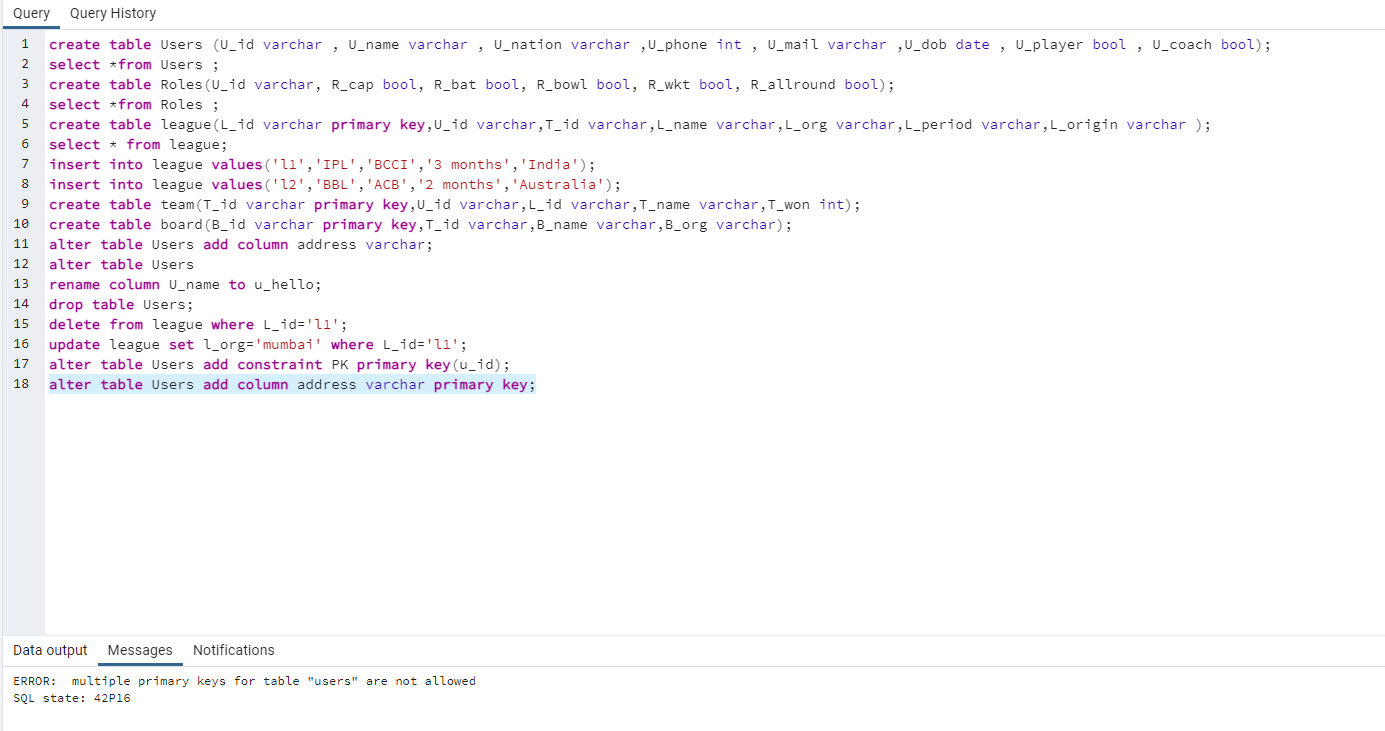 Query Query History
1 create table Users (U_id varchar , U_name varchar , U_nation varchar ,U_phone int , U_mail varchar ,U_dob date , U_player bool , U_coach bool);
2 select *from Users ;
3 create table Roles(U_id varchar, R_cap bool, R_bat bool, R_bowl bool, R_wkt bool, R_allround bool);
4 select *from Roles ;
5 create table league(L_id varchar primary key,U_id varchar,T_id varchar,L_name varchar,L_org varchar,L_period varchar,L_origin varchar );
6 select * from league;
7 insert into league values('l1','IPL','BCCI','3 months','India');
8 insert into league values('l2','BBL','ACB','2 months','Australia');
9 create table team(T_id varchar primary key,U_id varchar,L_id varchar,T_name varchar,T_won int);
10 create table board(B_id varchar primary key,T_id varchar,B_name varchar,B_org varchar);
11 alter table Users add column address varchar;
12 alter table Users
13 rename column U_name to u_hello;
14 drop table Users;
15 delete from league where L_id='l1';
16 update league set l_org='mumbai' where L_id='l1';
17 alter table Users add constraint PK primary key(u_id);
18 alter table Users add column address varchar primary key;
Data output Messages Notifications
ERROR:  multiple primary keys for table "users" are not allowed
SQL state: 42P16